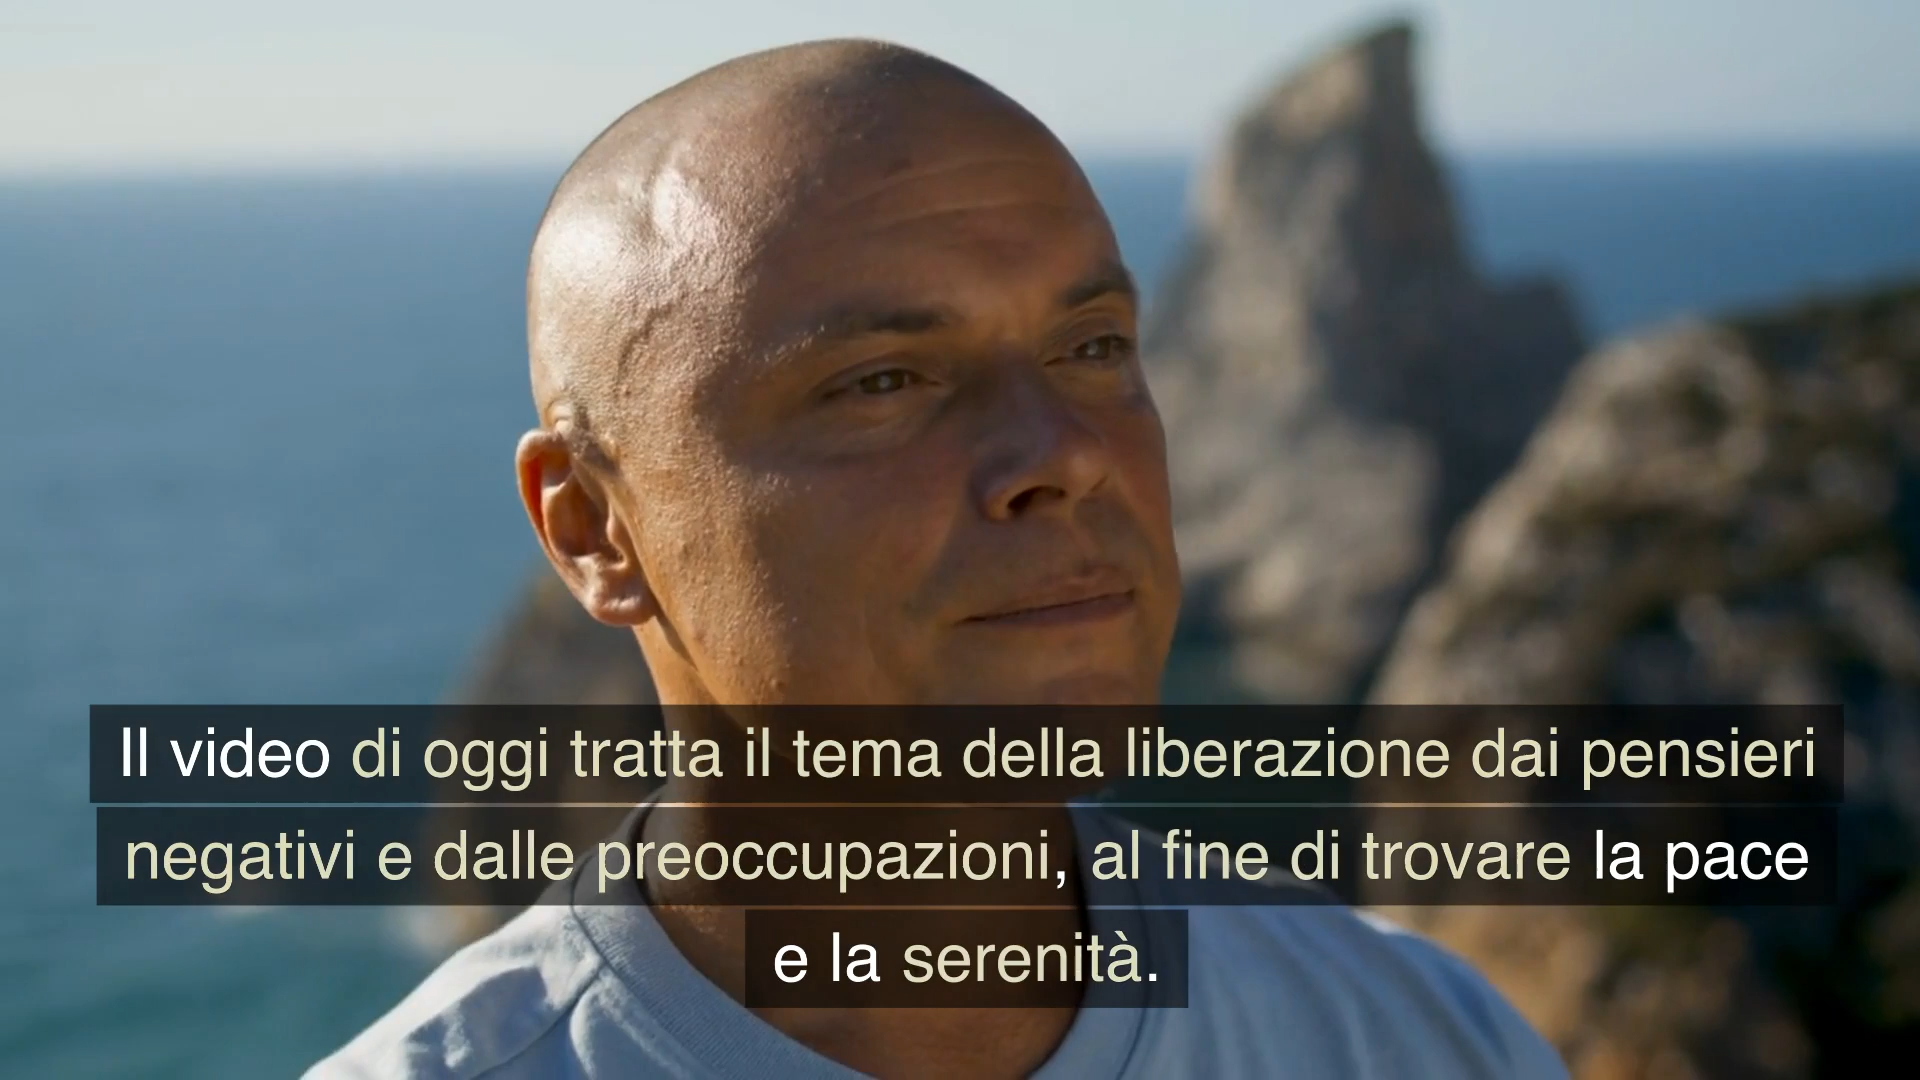 Il video di oggi tratta il tema della liberazione dai pensieri
negativi e dalle preoccupazioni, al fine di trovare la pace
e la serenità.